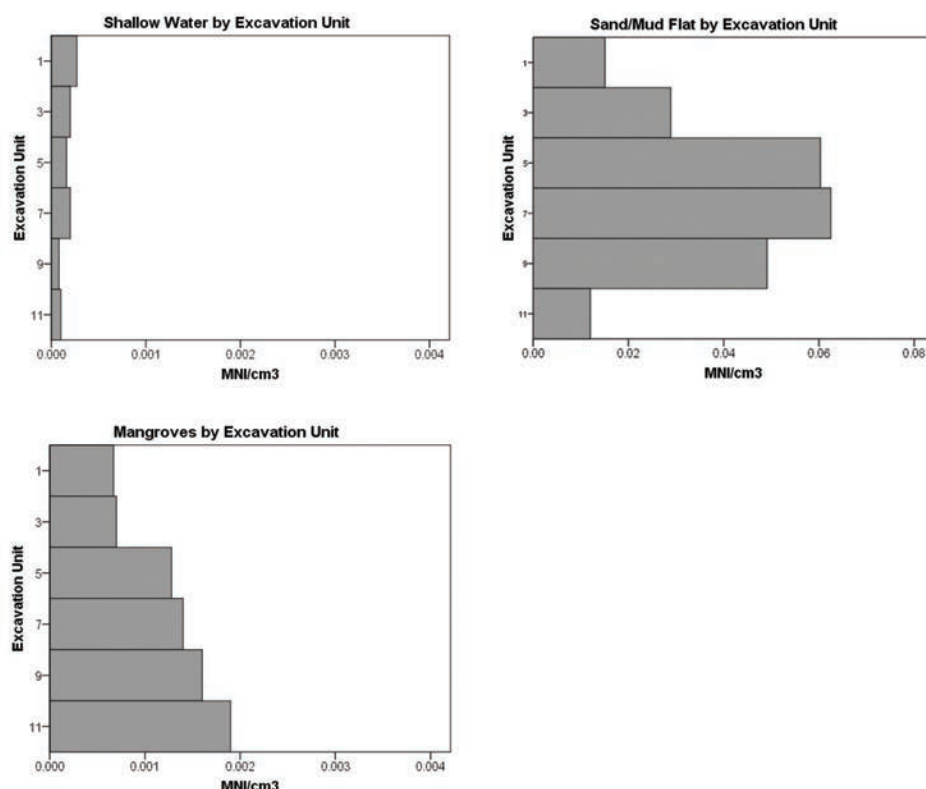 Shallow Water by Excavation Unit
Excavation Unit
1
3
5
7
9
11
0.000 0.001 0.002 0.003 0.004
MNI/cm3
Sand/Mud Flat by Excavation Unit
Excavation Unit
1
3
5
7
9
11
0.00 0.02 0.04 0.06 0.08
MNI/cm3
Mangroves by Excavation Unit
Excavation Unit
1
3
5
7
9
11
0.000 0.001 0.002 0.003 0.004
MNI/cm3